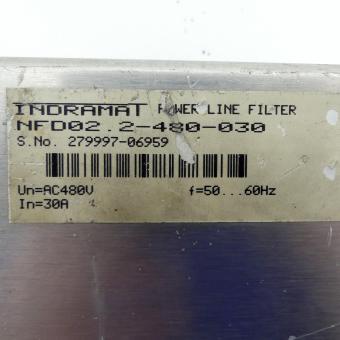 INDRAMAT POWER LINE FILTER
NFD02.2-480-030
S.No. 279997-06959
Un=AC480V f=50...60Hz
In=30A